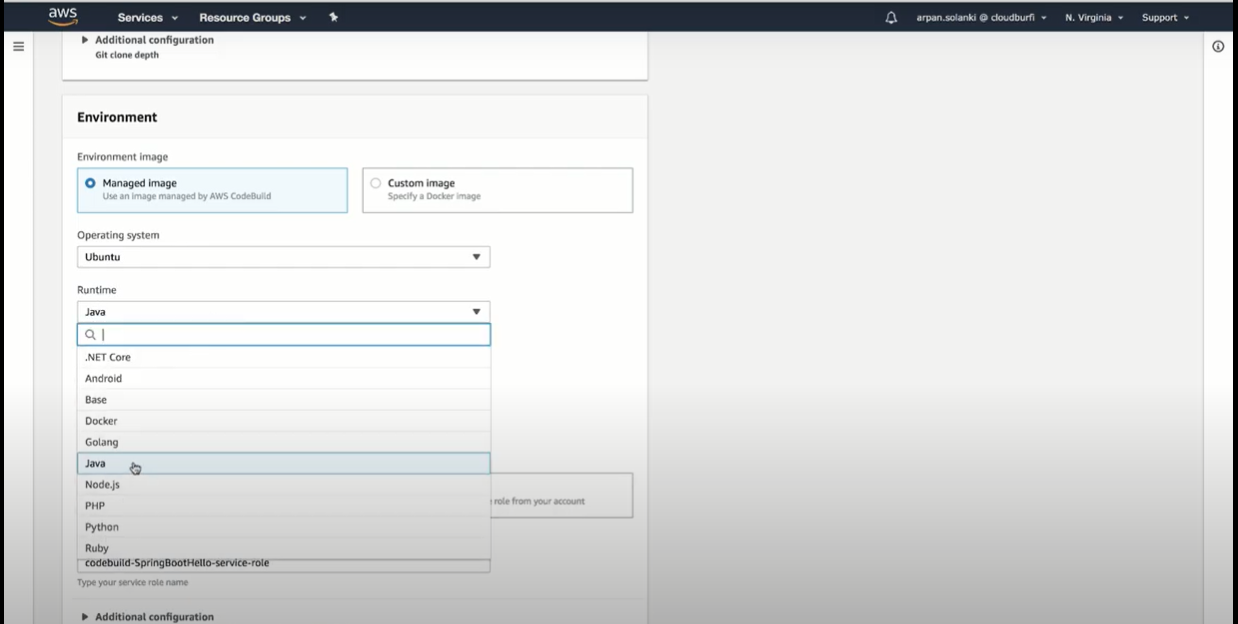 aws Services Resource Groups arpan.solanki @ cloudburfi N. Virginia Support
Additional configuration
Git clone depth
Environment
Environment image
Managed image
Use an image managed by AWS CodeBuild
Custom image
Specify a Docker image
Operating system
Ubuntu
Runtime
Java
.NET Core
Android
Base
Docker
Golang
Java
Node.js
role from your account
PHP
Python
Ruby
codebuild-SpringBootHello-service-role
Type your service role name
Additional configuration